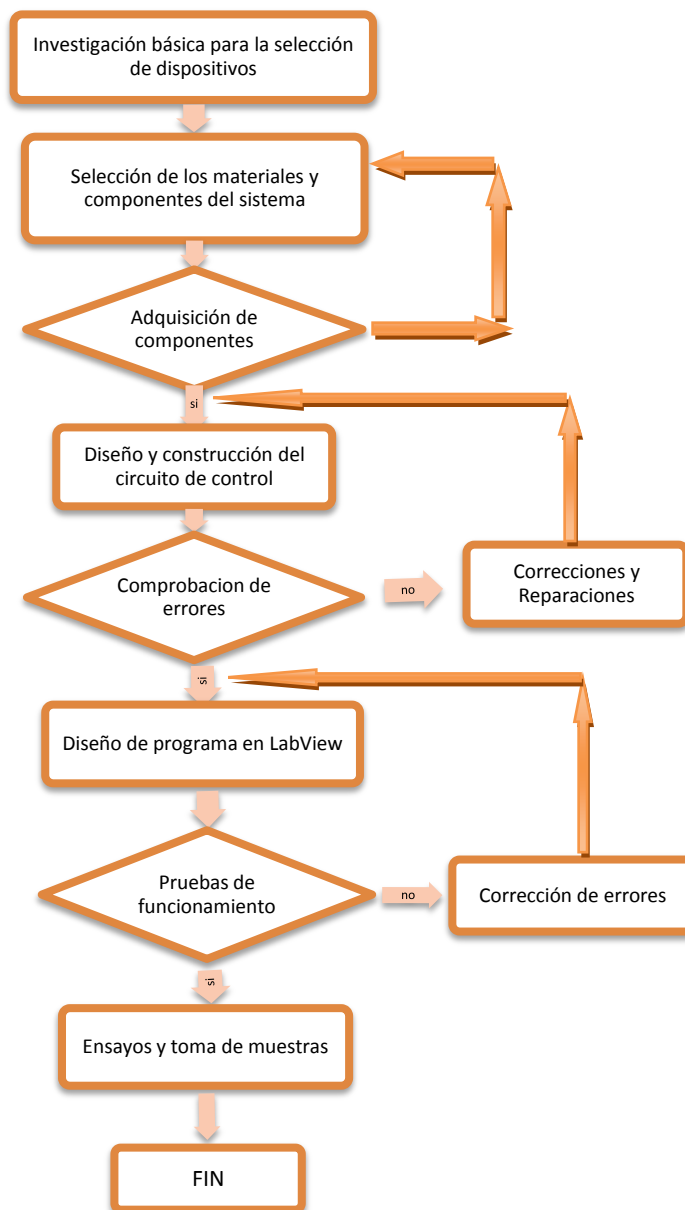 Investigación básica para la selección
de dispositivos
Selección de los materiales y
componentes del sistema
Adquisición de
componentes
si
Diseño y construcción del
circuito de control
Comprobacion de
errores
no
Correcciones y
Reparaciones
si
Diseño de programa en LabView
Pruebas de
funcionamiento
no
Corrección de errores
si
Ensayos y toma de muestras
FIN